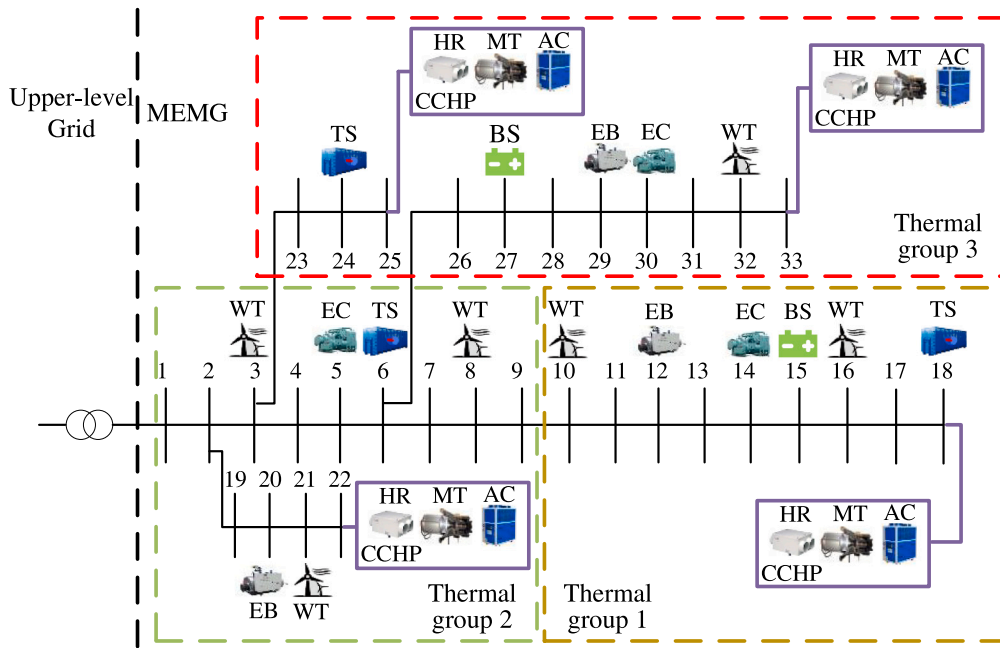 HR MT AC
CCHP
HR MT AC
CCHP
Upper-level
Grid
MEMG
TS
BS
EB
EC
WT
23 24 25 26 27 28 29 30 31 32 33
Thermal
group 3
WT
EC
TS
WT
WT
EB
EC
BS
WT
TS
1 2 3 4 5 6 7 8 9 10 11 12 13 14 15 16 17 18
19 20 21 22
HR MT AC
CCHP
EB
WT
HR MT AC
CCHP
Thermal
group 2
Thermal
group 1